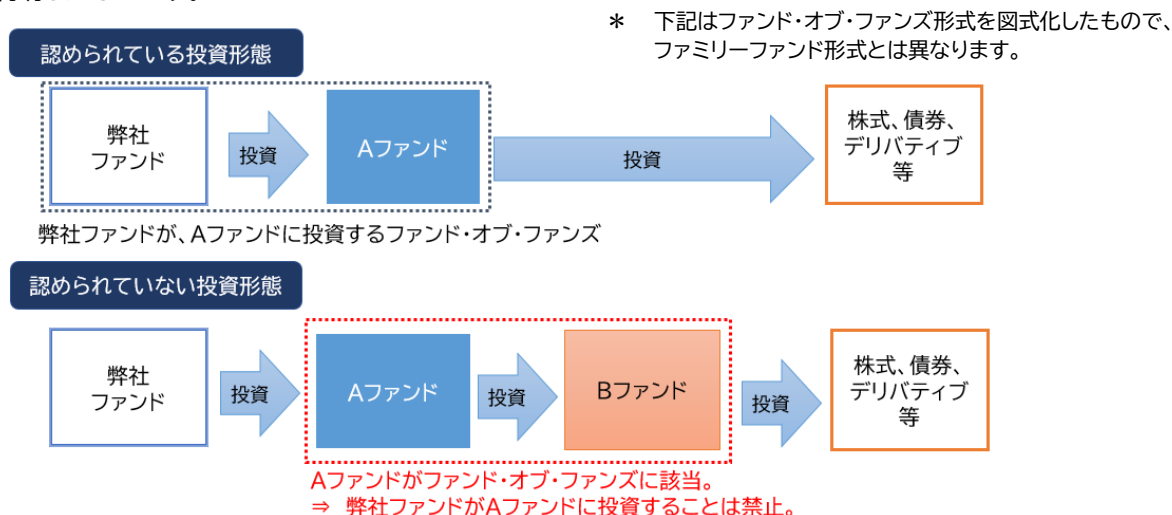 ＊　下記はファンド・オブ・ファンズ形式を図式化したもので、
ファミリーファンド形式とは異なります。
認められている投資形態
弊社
ファンド
投資
Aファンド
投資
株式、債券、
デリバティブ
等
弊社ファンドが、Aファンドに投資するファンド・オブ・ファンズ
認められていない投資形態
弊社
ファンド
投資
Aファンド
投資
Bファンド
投資
株式、債券、
デリバティブ
等
Aファンドがファンド・オブ・ファンズに該当。
⇒　弊社ファンドがAファンドに投資することは禁止。